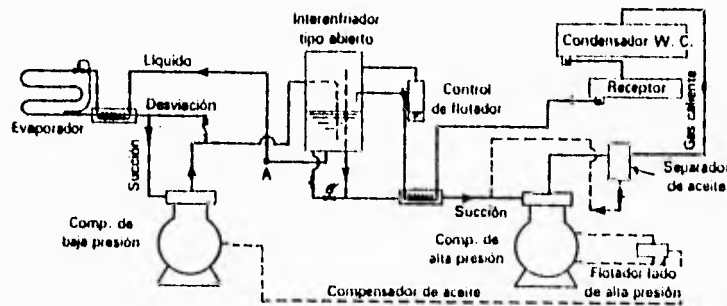 Interenfriador
tipo abierto
Condensador W. C.
Líquido
Receptor
Control
de flotador
Desviación
Evaporador
Gas caliente
Succión
A
Separador
de aceite
Succión
Comp. de
baja presión
Comp. de
alta presión
Flotador lado
de alta presión
Compensador de aceite